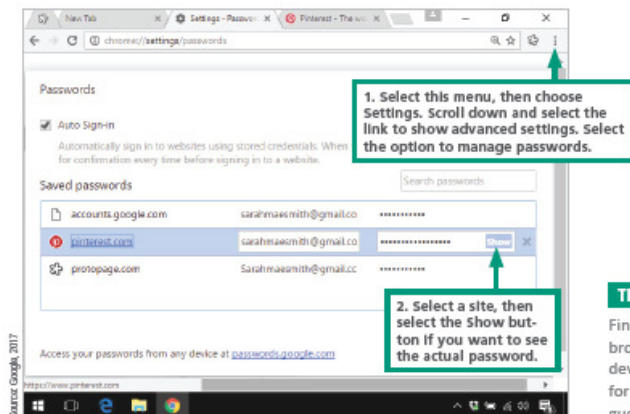 New Tab
Settings - Passwor
Pinterest - The wo
chrome://settings/passwords
Passwords
1. Select this menu, then choose
Settings. Scroll down and select the
link to show advanced settings. Select
the option to manage passwords.
Auto Sign-in
Automatically sign in to websites using stored credentials. When
for confirmation every time before signing in to a website.
Saved passwords
Search passwords
accounts.google.com sarahmaesmith@gmail.co •••••••••••
pinterest.com sarahmaesmith@gmail.co ••••••••••••••••• Show
protopage.com Sarahmaesmith@gmail.cc •••••••••••
2. Select a site, then
select the Show but-
ton if you want to see
the actual password.
Access your passwords from any device at passwords.google.com
https://www.pinterest.com
Source: Google, 2017
Fin
bro
dev
for